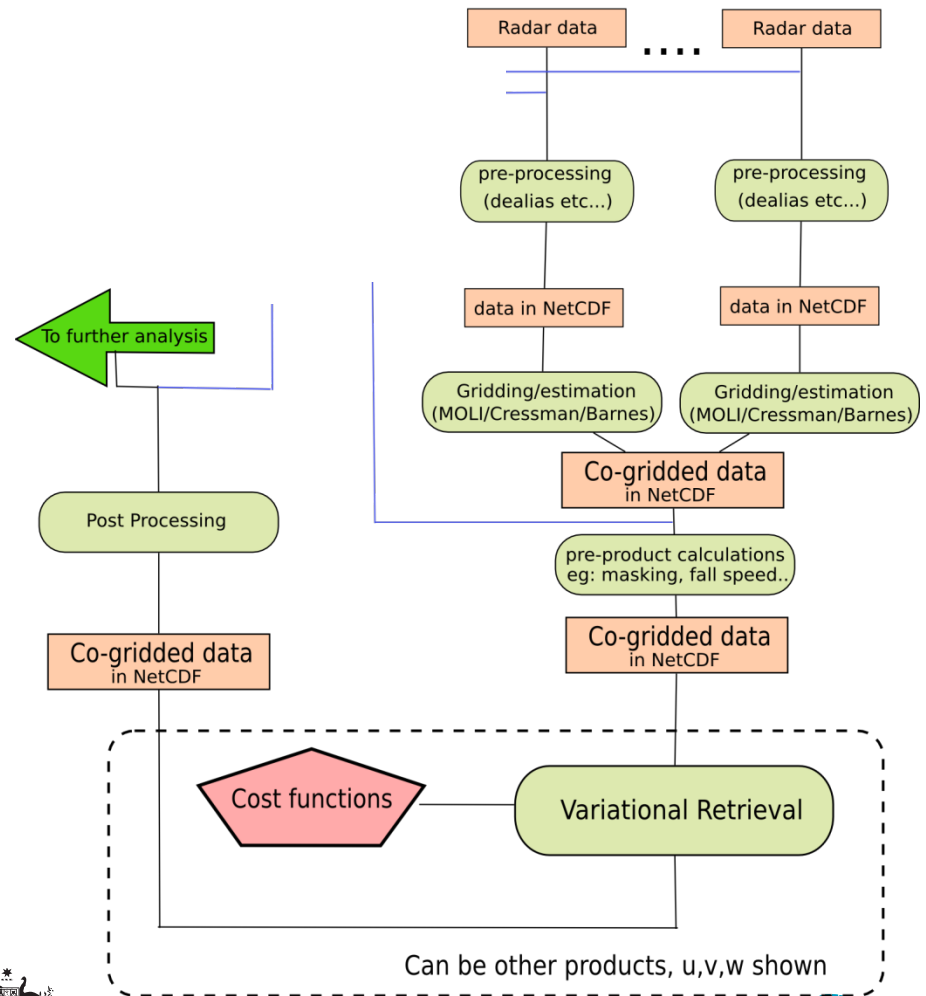 Radar data
....
Radar data
pre-processing
(dealias etc...)
pre-processing
(dealias etc...)
data in NetCDF
data in NetCDF
To further analysis
Gridding/estimation
(MOLI/Cressman/Barnes)
Gridding/estimation
(MOLI/Cressman/Barnes)
Co-gridded data
in NetCDF
Post Processing
pre-product calculations
eg: masking, fall speed..
Co-gridded data
in NetCDF
Co-gridded data
in NetCDF
Cost functions
Variational Retrieval
Can be other products, u,v,w shown